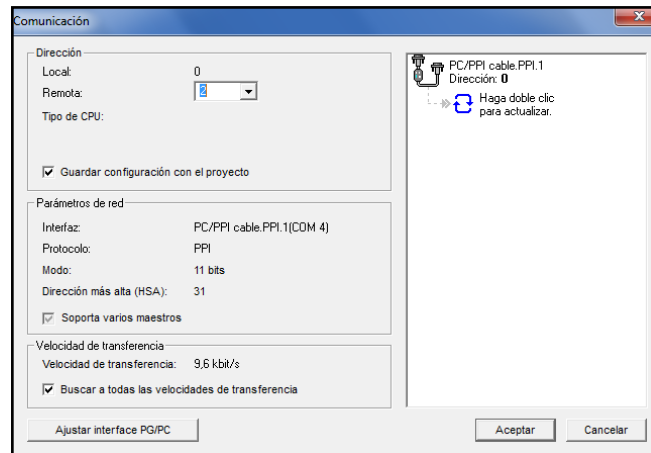 Comunicación
Dirección
Local: 0
Remota: 2
Tipo de CPU:
Guardar configuración con el proyecto
Parámetros de red
Interfaz: PC/PPI cable.PPI.1(COM 4)
Protocolo: PPI
Modo: 11 bits
Dirección más alta (HSA): 31
Soporta varios maestros
Velocidad de transferencia
Velocidad de transferencia: 9,6 kbit/s
Buscar a todas las velocidades de transferencia
Ajustar interface PG/PC
PC/PPI cable.PPI.1
Dirección: 0
Haga doble clic
para actualizar.
Aceptar
Cancelar